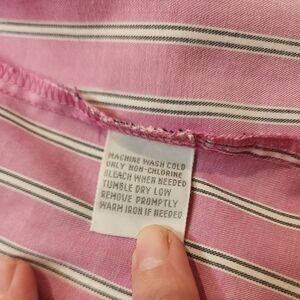 MACHINE WASH COLD
ONLY NON-CHLORINE
BLEACH WHEN NEEDED
TUMBLE DRY LOW
REMOVE PROMPTLY
WARM IRON IF NEEDED